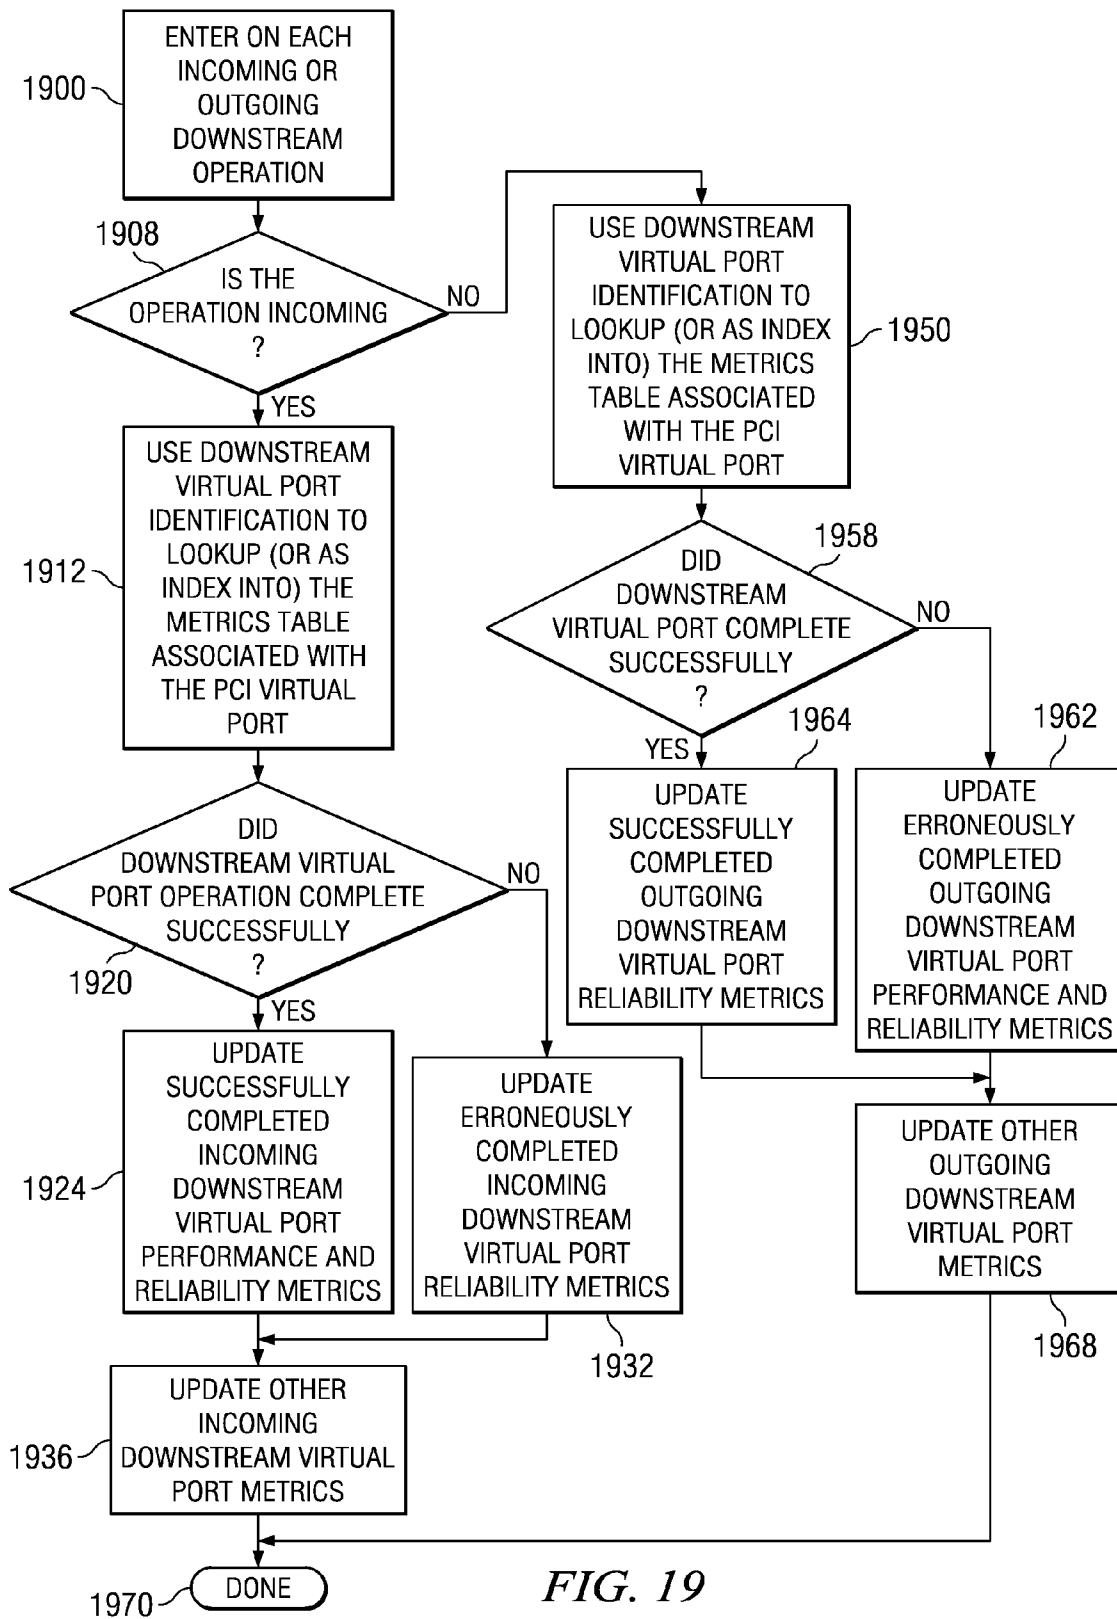 ENTER ON EACH
INCOMING OR
OUTGOING
DOWNSTREAM
OPERATION
1900
1908
IS THE
OPERATION INCOMING
?
NO
YES
USE DOWNSTREAM
VIRTUAL PORT
IDENTIFICATION TO
LOOKUP (OR AS
INDEX INTO) THE
METRICS TABLE
ASSOCIATED WITH
THE PCI VIRTUAL
PORT
1912
DID
DOWNSTREAM VIRTUAL
PORT OPERATION COMPLETE
SUCCESSFULLY
?
1920
NO
YES
UPDATE
SUCCESSFULLY
COMPLETED
INCOMING
DOWNSTREAM
VIRTUAL PORT
PERFORMANCE AND
RELIABILITY METRICS
1924
UPDATE
ERRONEOUSLY
COMPLETED
INCOMING
DOWNSTREAM
VIRTUAL PORT
RELIABILITY METRICS
1932
UPDATE OTHER
INCOMING
DOWNSTREAM VIRTUAL
PORT METRICS
1936
USE DOWNSTREAM
VIRTUAL PORT
IDENTIFICATION TO
LOOKUP (OR AS INDEX
INTO) THE METRICS
TABLE ASSOCIATED
WITH THE PCI
VIRTUAL PORT
1950
DID
DOWNSTREAM
VIRTUAL PORT COMPLETE
SUCCESSFULLY
?
1958
NO
YES
UPDATE
SUCCESSFULLY
COMPLETED
OUTGOING
DOWNSTREAM
VIRTUAL PORT
RELIABILITY METRICS
1964
UPDATE
ERRONEOUSLY
COMPLETED
OUTGOING
DOWNSTREAM
VIRTUAL PORT
PERFORMANCE AND
RELIABILITY METRICS
1962
UPDATE OTHER
OUTGOING
DOWNSTREAM
VIRTUAL PORT
METRICS
1968
DONE
1970
FIG. 19